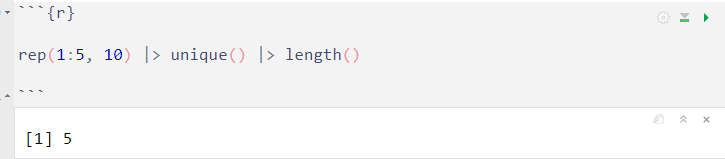 ```{r}
rep(1:5, 10) |> unique() |> length()
```
[1] 5